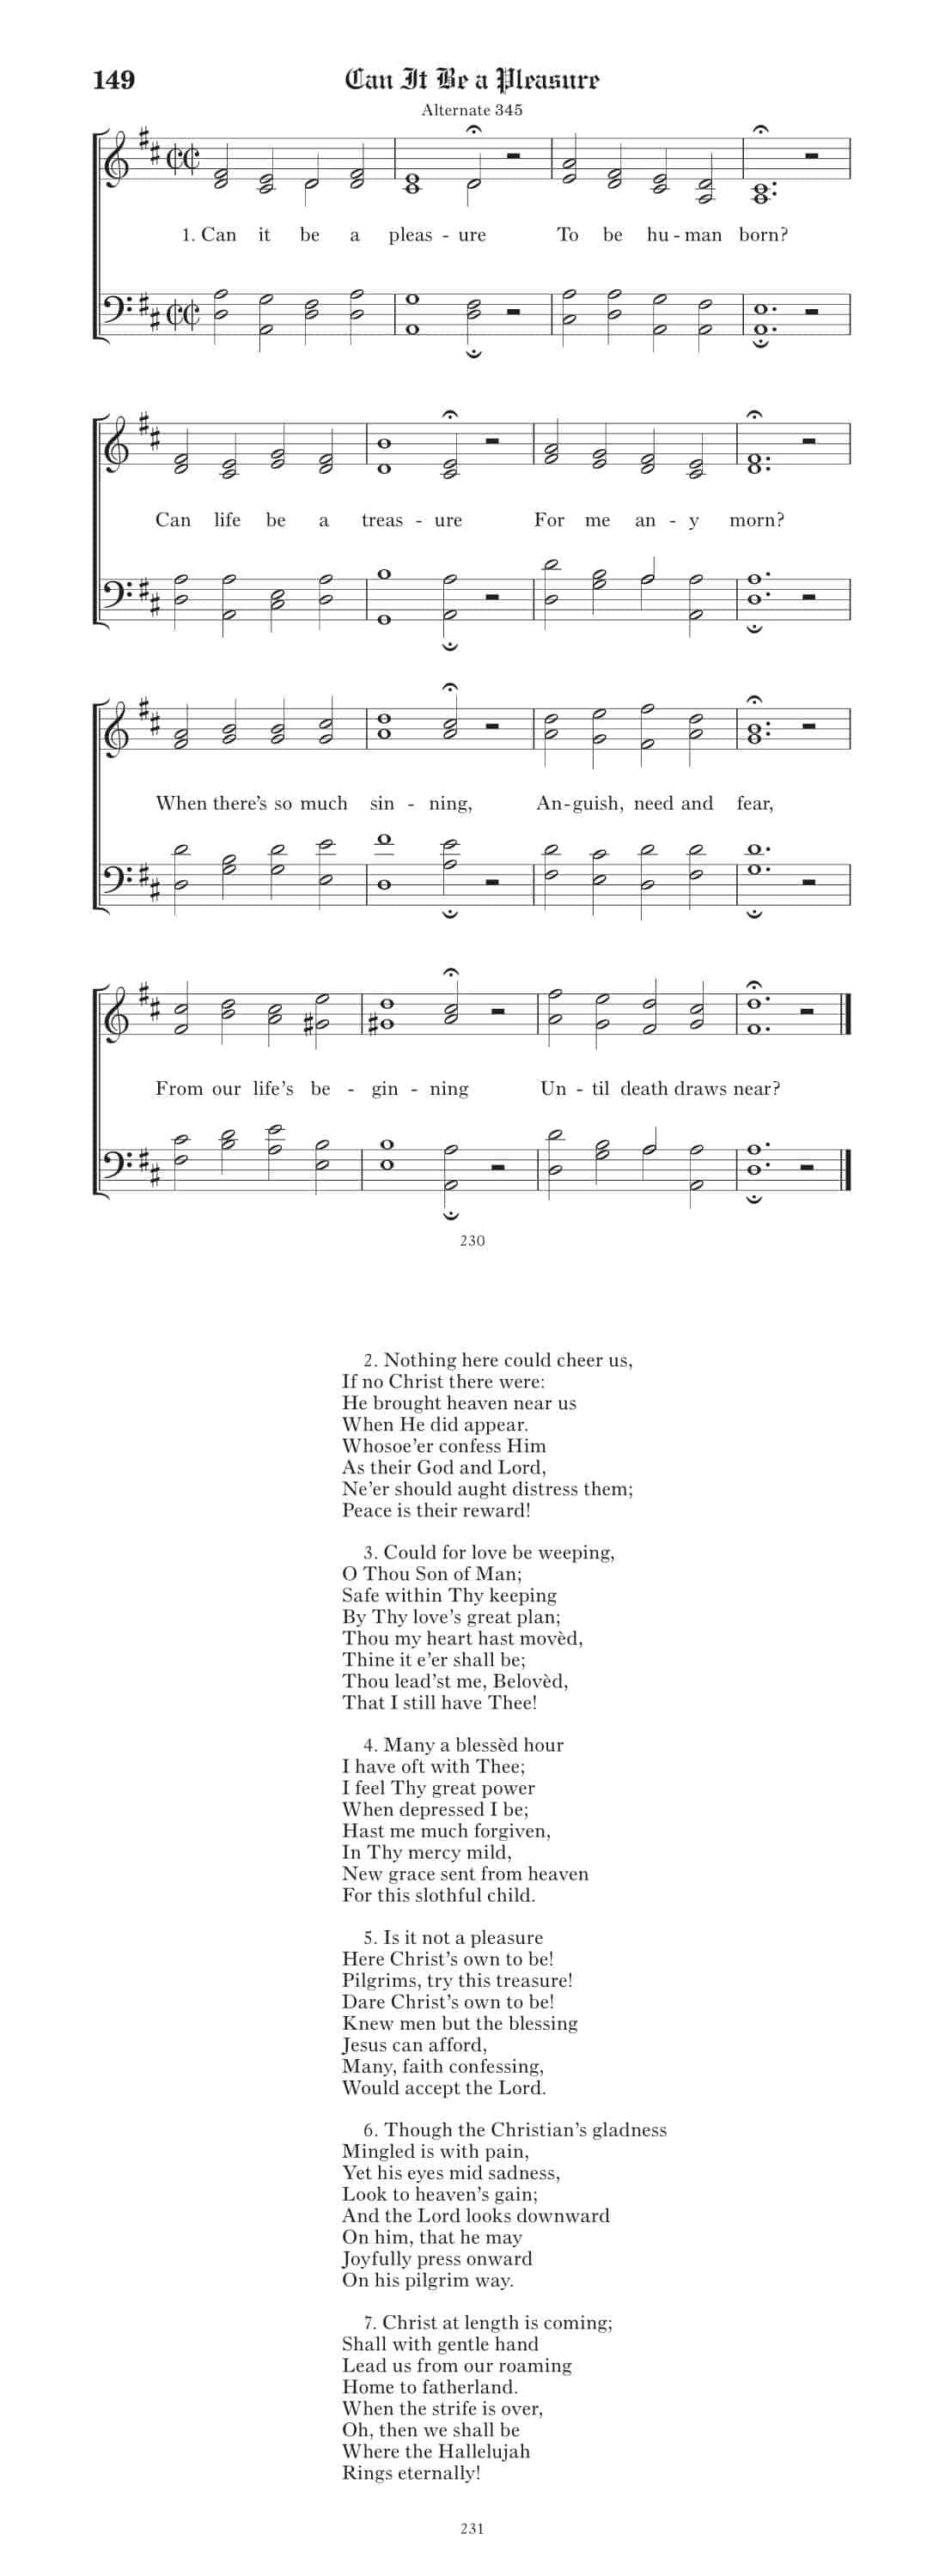 149 Can It Be a Pleasure
Alternate 345
1. Can it be a pleas - ure To be hu - man born?
Can life be a treas - ure For me an - y morn?
When there's so much sin - ning, An - guish, need and fear,
From our life's be - gin - ning Un - til death draws near?
230
2. Nothing here could cheer us,
If no Christ there were:
He brought heaven near us
When He did appear.
Whosoe'er confess Him
As their God and Lord,
Ne'er should aught distress them;
Peace is their reward!
3. Could for love be weeping,
O Thou Son of Man;
Safe within Thy keeping
By Thy love's great plan;
Thou my heart hast movèd,
Thine it e'er shall be;
Thou lead'st me, Belovèd,
That I still have Thee!
4. Many a blessèd hour
I have oft with Thee;
I feel Thy great power
When depressed I be;
Hast me much forgiven,
In Thy mercy mild,
New grace sent from heaven
For this slothful child.
5. Is it not a pleasure
Here Christ's own to be!
Pilgrims, try this treasure!
Dare Christ's own to be!
Knew men but the blessing
Jesus can afford,
Many, faith confessing,
Would accept the Lord.
6. Though the Christian's gladness
Mingled is with pain,
Yet his eyes mid sadness,
Look to heaven's gain;
And the Lord looks downward
On him, that he may
Joyfully press onward
On his pilgrim way.
7. Christ at length is coming;
Shall with gentle hand
Lead us from our roaming
Home to fatherland.
When the strife is over,
Oh, then we shall be
Where the Hallelujah
Rings eternally!
231